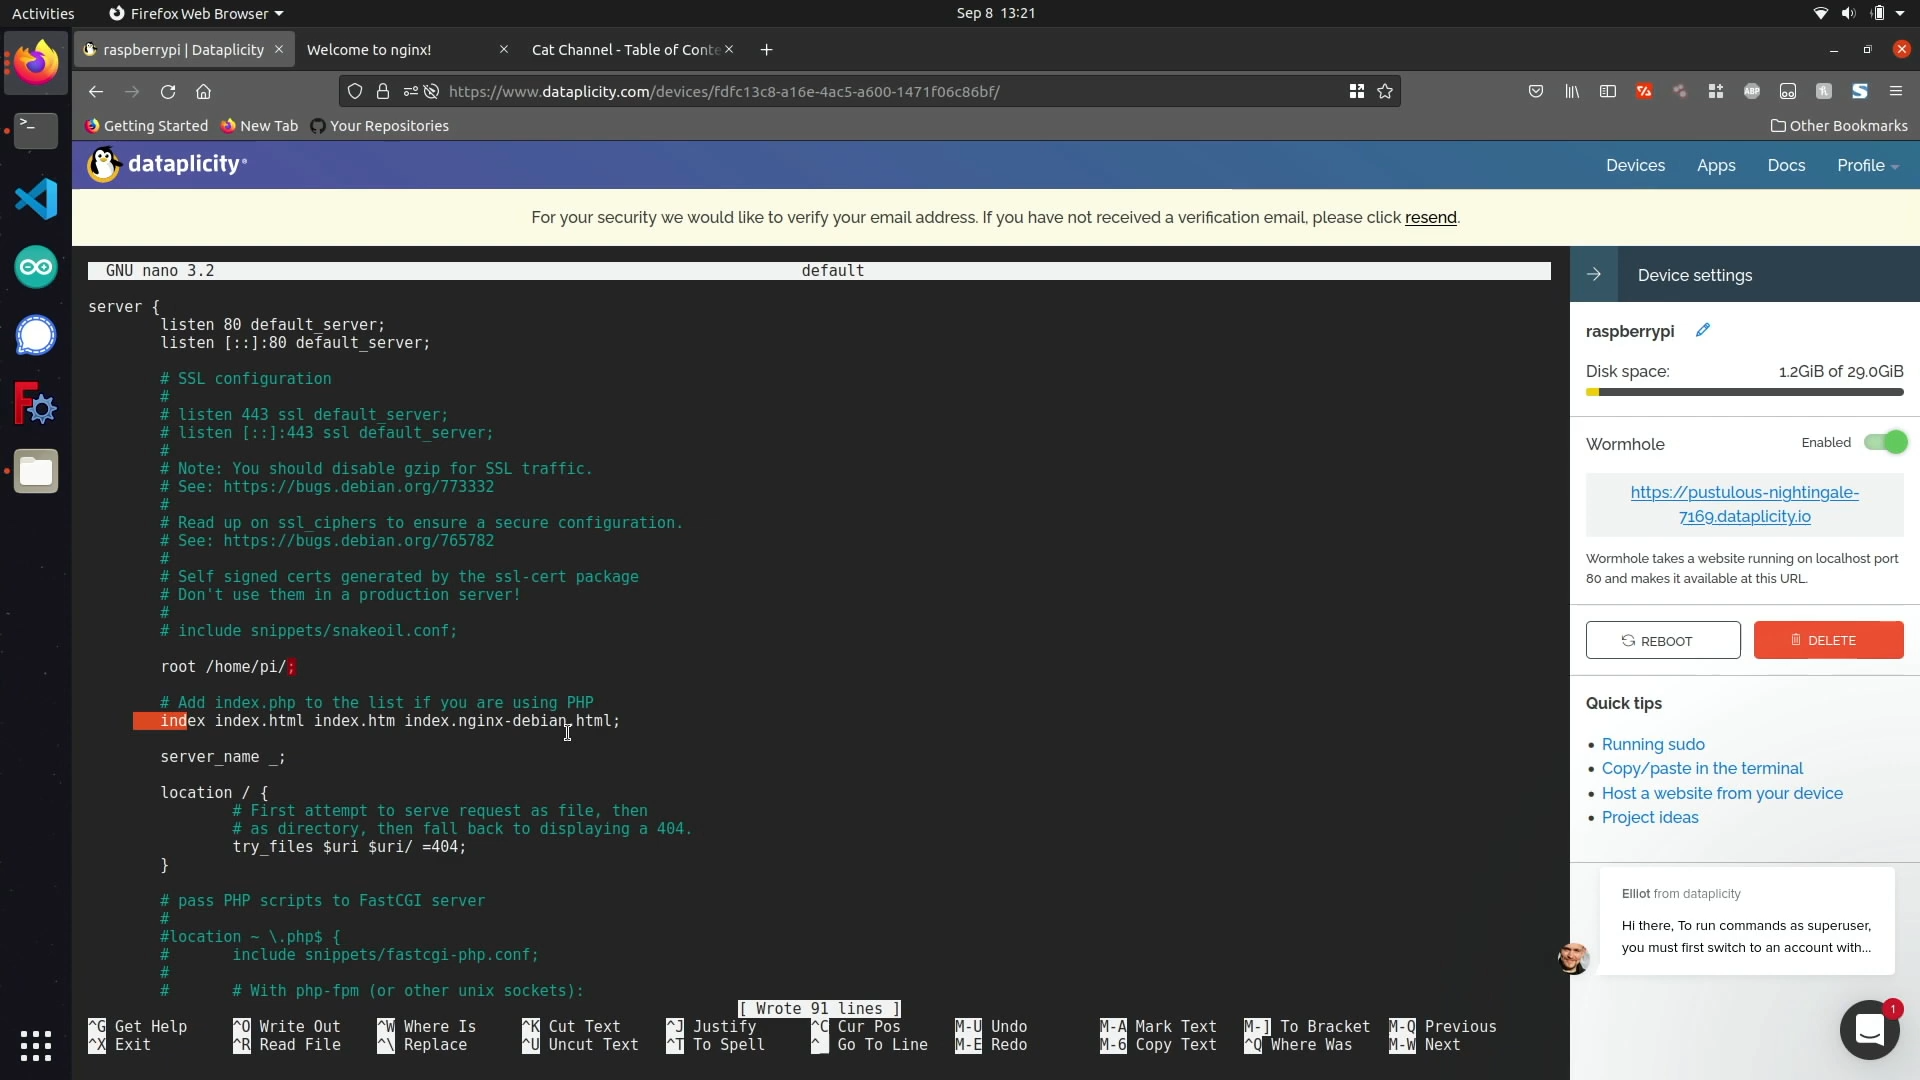 Activities
Firefox Web Browser
Sep 8 13:21
raspberrypi | Dataplicity
Welcome to nginx!
Cat Channel - Table of Conte
https://www.dataplicity.com/devices/fdfc13c8-a16e-4ac5-a600-1471f06c86bf/
ABP
Getting Started
New Tab
Your Repositories
Other Bookmarks
dataplicity
Devices
Apps
Docs
Profile
For your security we would like to verify your email address. If you have not received a verification email, please click resend.
GNU nano 3.2
default
server {
listen 80 default_server;
listen [::]:80 default_server;
# SSL configuration
#
# listen 443 ssl default_server;
# listen [::]:443 ssl default_server;
#
# Note: You should disable gzip for SSL traffic.
# See: https://bugs.debian.org/773332
#
# Read up on ssl_ciphers to ensure a secure configuration.
# See: https://bugs.debian.org/765782
#
# Self signed certs generated by the ssl-cert package
# Don't use them in a production server!
#
# include snippets/snakeoil.conf;
root /home/pi/;
# Add index.php to the list if you are using PHP
index index.html index.htm index.nginx-debian.html;
server_name _;
location / {
# First attempt to serve request as file, then
# as directory, then fall back to displaying a 404.
try_files $uri $uri/ =404;
}
# pass PHP scripts to FastCGI server
#
#location ~ \.php$ {
# include snippets/fastcgi-php.conf;
#
# # With php-fpm (or other unix sockets):
[ Wrote 91 lines ]
^G Get Help ^O Write Out ^W Where Is ^K Cut Text ^J Justify ^C Cur Pos M-U Undo M-A Mark Text M-] To Bracket M-Q Previous
^X Exit ^R Read File ^\ Replace ^U Uncut Text ^T To Spell ^_ Go To Line M-E Redo M-6 Copy Text ^Q Where Was M-W Next
Device settings
raspberrypi
Disk space: 1.2GiB of 29.0GiB
Wormhole Enabled
https://pustulous-nightingale-
7169.dataplicity.io
Wormhole takes a website running on localhost port
80 and makes it available at this URL.
REBOOT
DELETE
Quick tips
Running sudo
Copy/paste in the terminal
Host a website from your device
Project ideas
Elliot from dataplicity
Hi there, To run commands as superuser,
you must first switch to an account with...
1